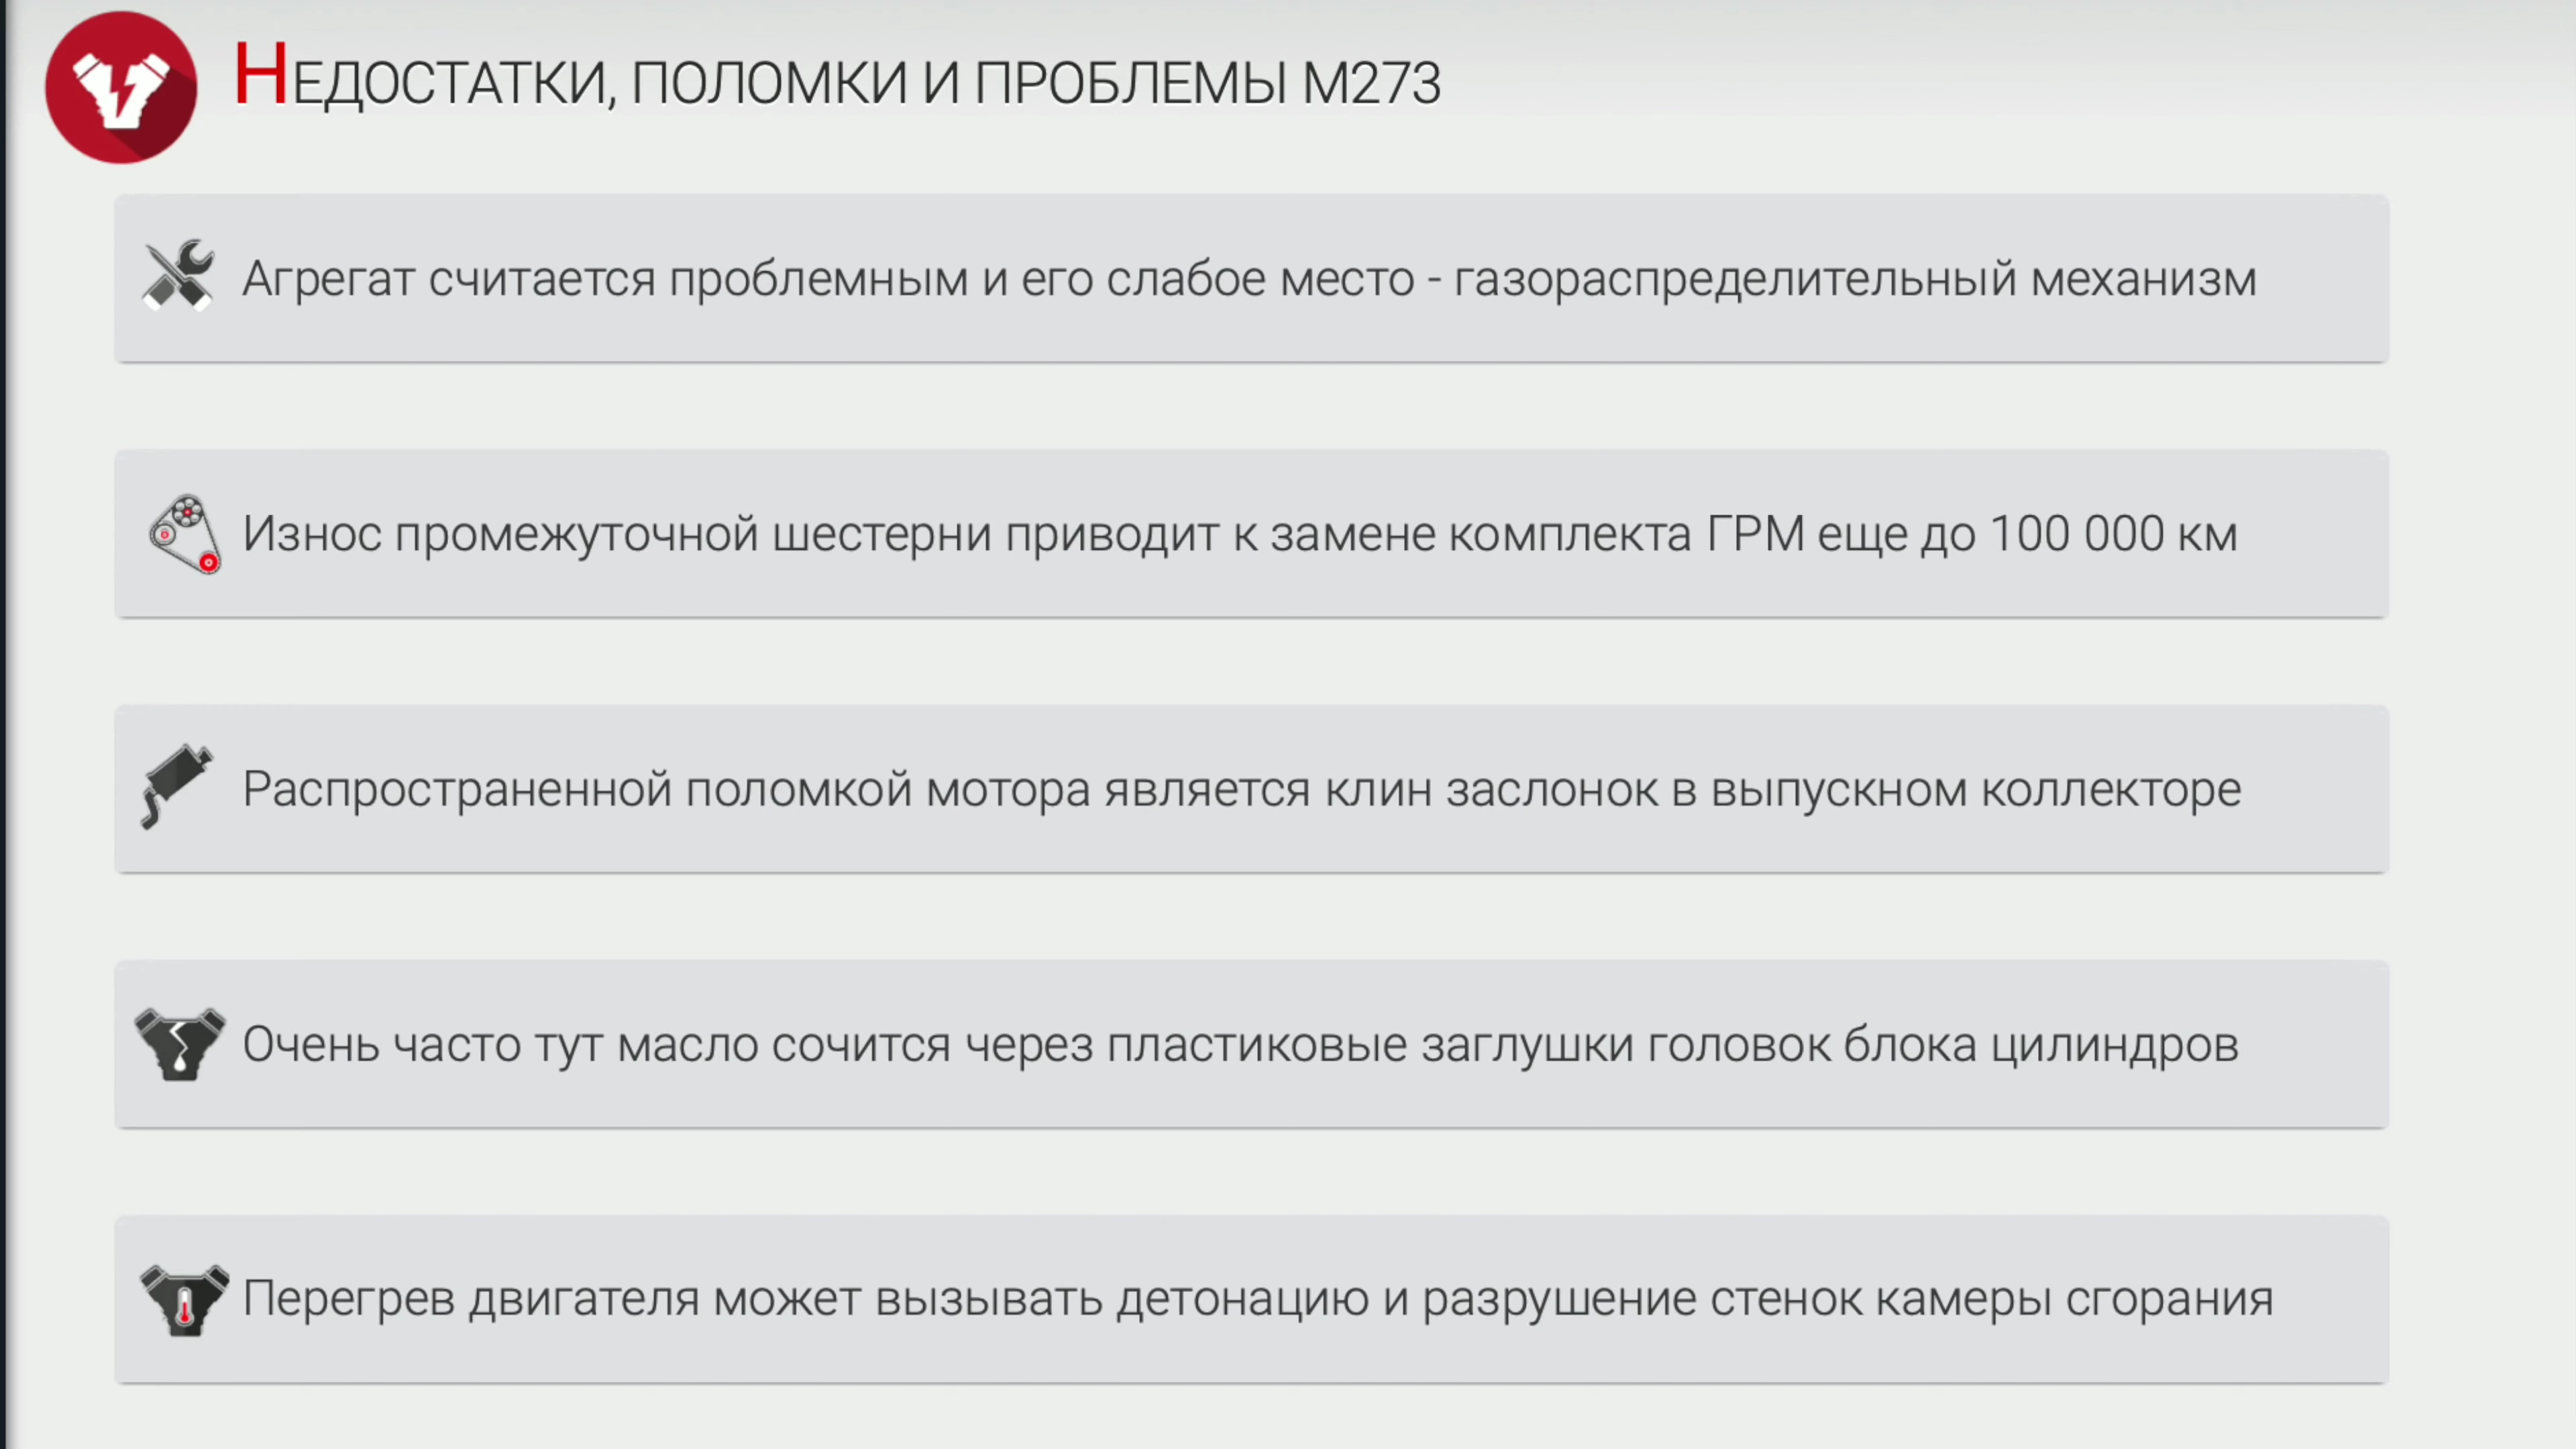 НЕДОСТАТКИ, ПОЛОМКИ И ПРОБЛЕМЫ М273
Агрегат считается проблемным и его слабое место - газораспределительный механизм
Износ промежуточной шестерни приводит к замене комплекта ГРМ еще до 100 000 км
Распространенной поломкой мотора является клин заслонок в выпускном коллекторе
Очень часто тут масло сочится через пластиковые заглушки головок блока цилиндров
Перегрев двигателя может вызывать детонацию и разрушение стенок камеры сгорания